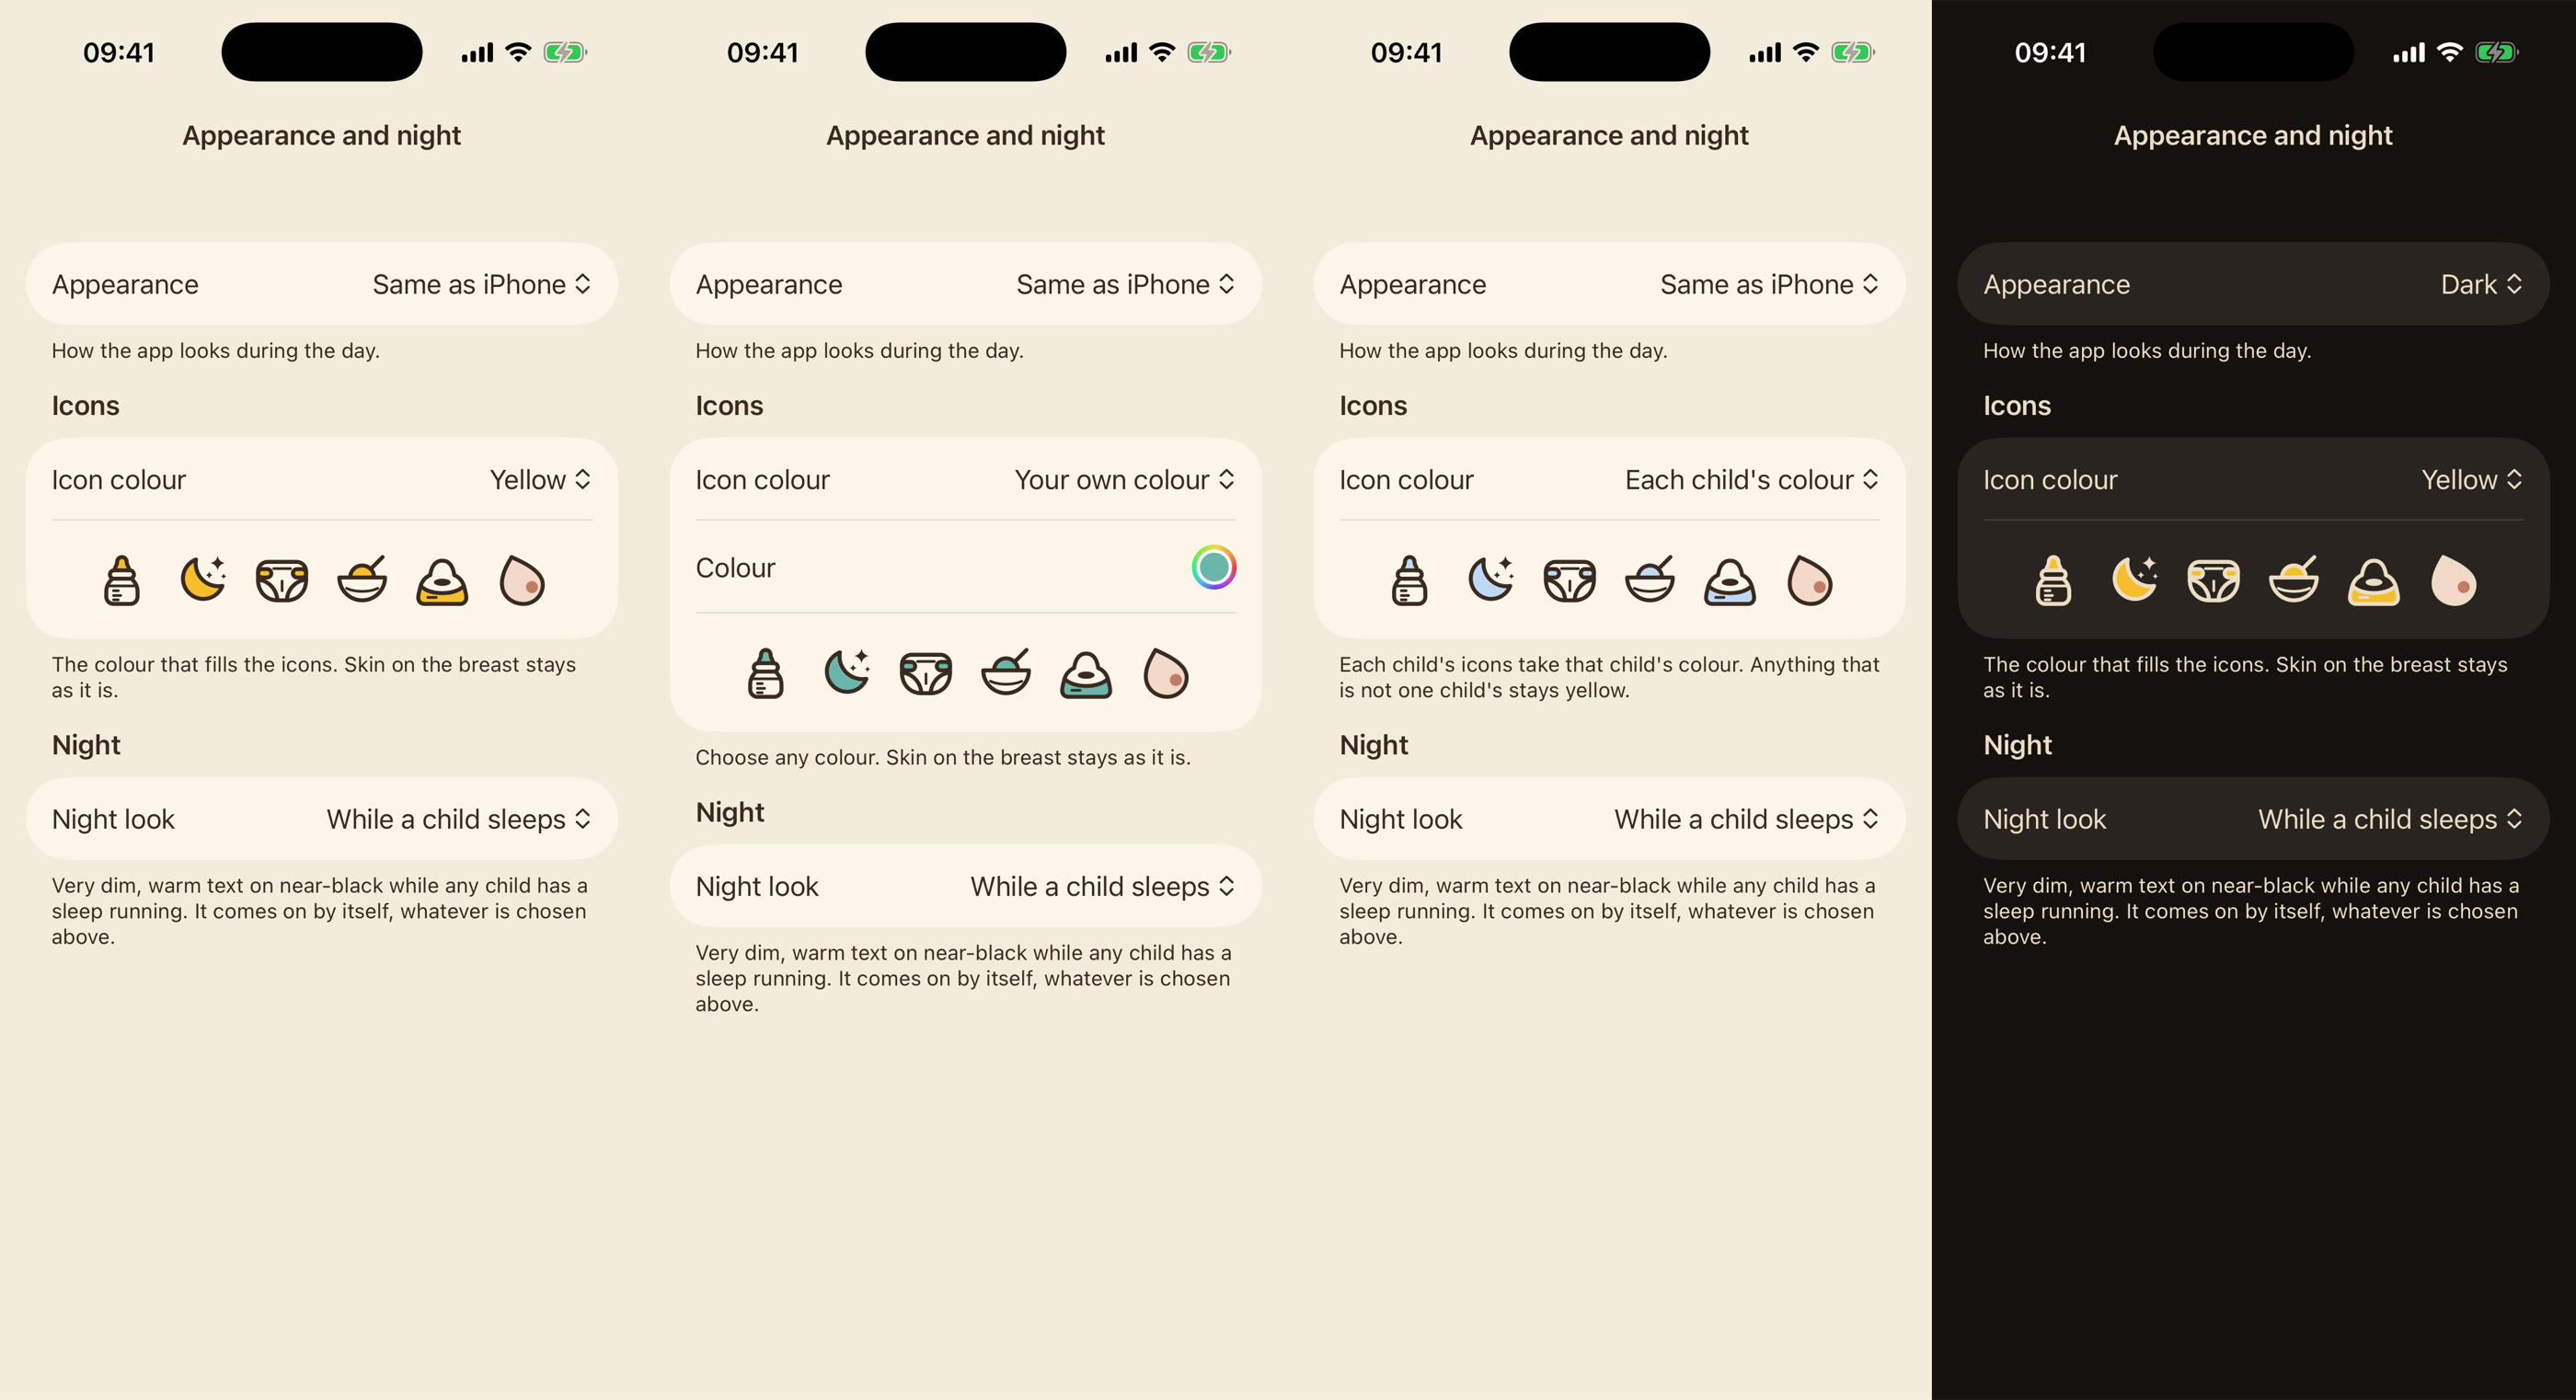 09:41
Appearance and night
Appearance Same as iPhone
How the app looks during the day.
Icons
Icon colour Yellow
The colour that fills the icons. Skin on the breast stays
as it is.
Night
Night look While a child sleeps
Very dim, warm text on near-black while any child has a
sleep running. It comes on by itself, whatever is chosen
above.
09:41
Appearance and night
Appearance Same as iPhone
How the app looks during the day.
Icons
Icon colour Your own colour
Colour
Choose any colour. Skin on the breast stays as it is.
Night
Night look While a child sleeps
Very dim, warm text on near-black while any child has a
sleep running. It comes on by itself, whatever is chosen
above.
09:41
Appearance and night
Appearance Same as iPhone
How the app looks during the day.
Icons
Icon colour Each child's colour
Each child's icons take that child's colour. Anything that
is not one child's stays yellow.
Night
Night look While a child sleeps
Very dim, warm text on near-black while any child has a
sleep running. It comes on by itself, whatever is chosen
above.
09:41
Appearance and night
Appearance Dark
How the app looks during the day.
Icons
Icon colour Yellow
The colour that fills the icons. Skin on the breast stays
as it is.
Night
Night look While a child sleeps
Very dim, warm text on near-black while any child has a
sleep running. It comes on by itself, whatever is chosen
above.